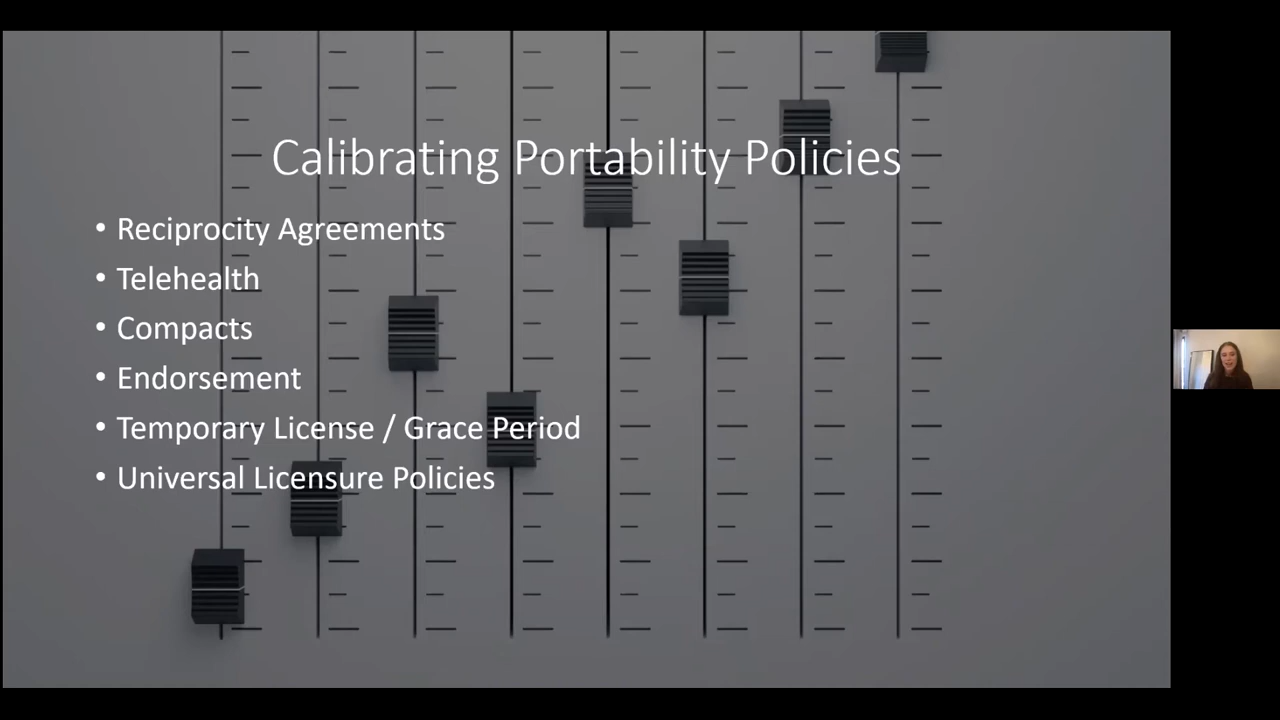 Calibrating Portability Policies
• Reciprocity Agreements
• Telehealth
• Compacts
• Endorsement
• Temporary License / Grace Period
• Universal Licensure Policies